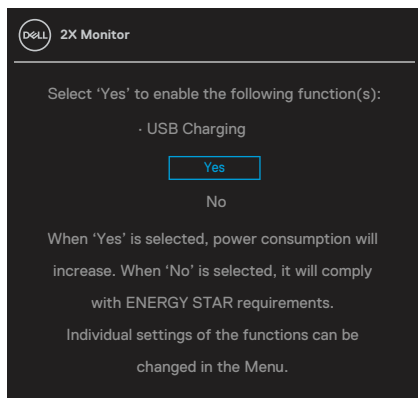 DELL 2X Monitor
Select ‘Yes’ to enable the following function(s):
· USB Charging
Yes
No
When ‘Yes’ is selected, power consumption will
increase. When ‘No’ is selected, it will comply
with ENERGY STAR requirements.
Individual settings of the functions can be
changed in the Menu.